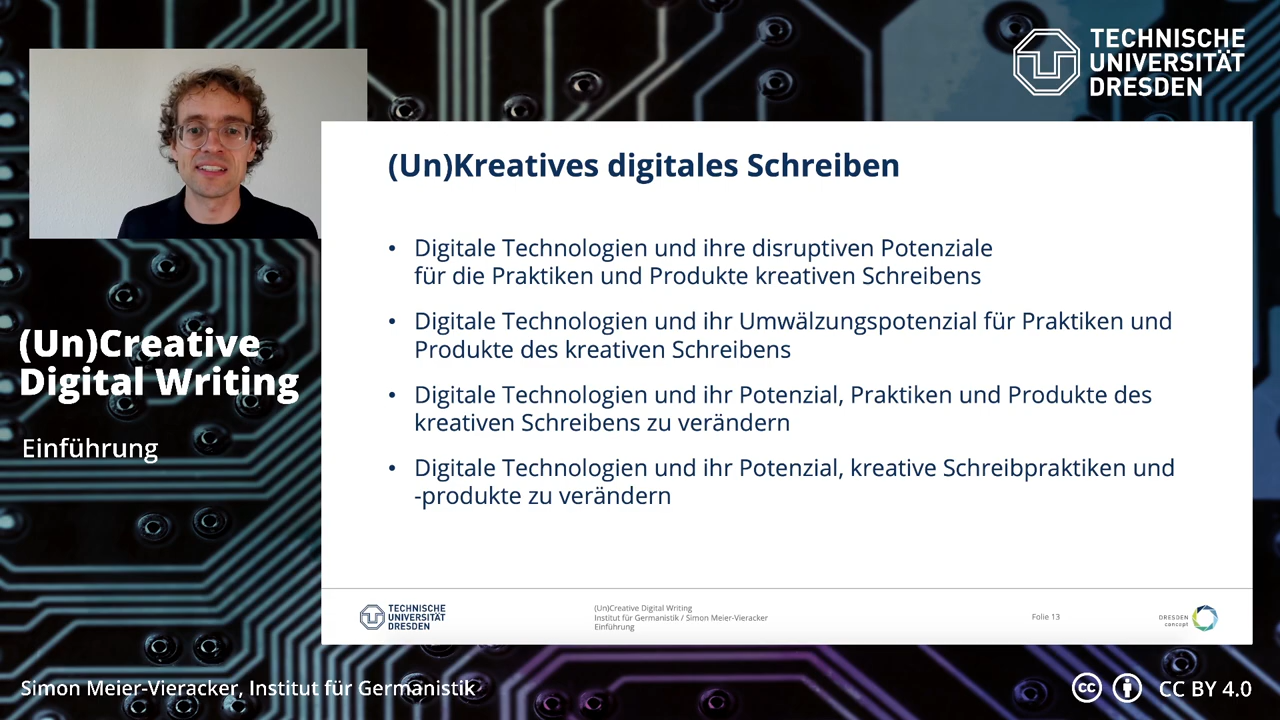 TECHNISCHE
UNIVERSITÄT
DRESDEN
(Un)Kreatives digitales Schreiben
• Digitale Technologien und ihre disruptiven Potenziale
für die Praktiken und Produkte kreativen Schreibens
• Digitale Technologien und ihr Umwälzungspotenzial für Praktiken und
Produkte des kreativen Schreibens
• Digitale Technologien und ihr Potenzial, Praktiken und Produkte des
kreativen Schreibens zu verändern
• Digitale Technologien und ihr Potenzial, kreative Schreibpraktiken und
-produkte zu verändern
(Un)Creative
Digital Writing
Einführung
TECHNISCHE
UNIVERSITÄT
DRESDEN
(Un)Creative Digital Writing
Institut für Germanistik / Simon Meier-Vieracker
Einführung
Folie 13
DRESDEN
concept
Simon Meier-Vieracker, Institut für Germanistik
cc
CC BY 4.0